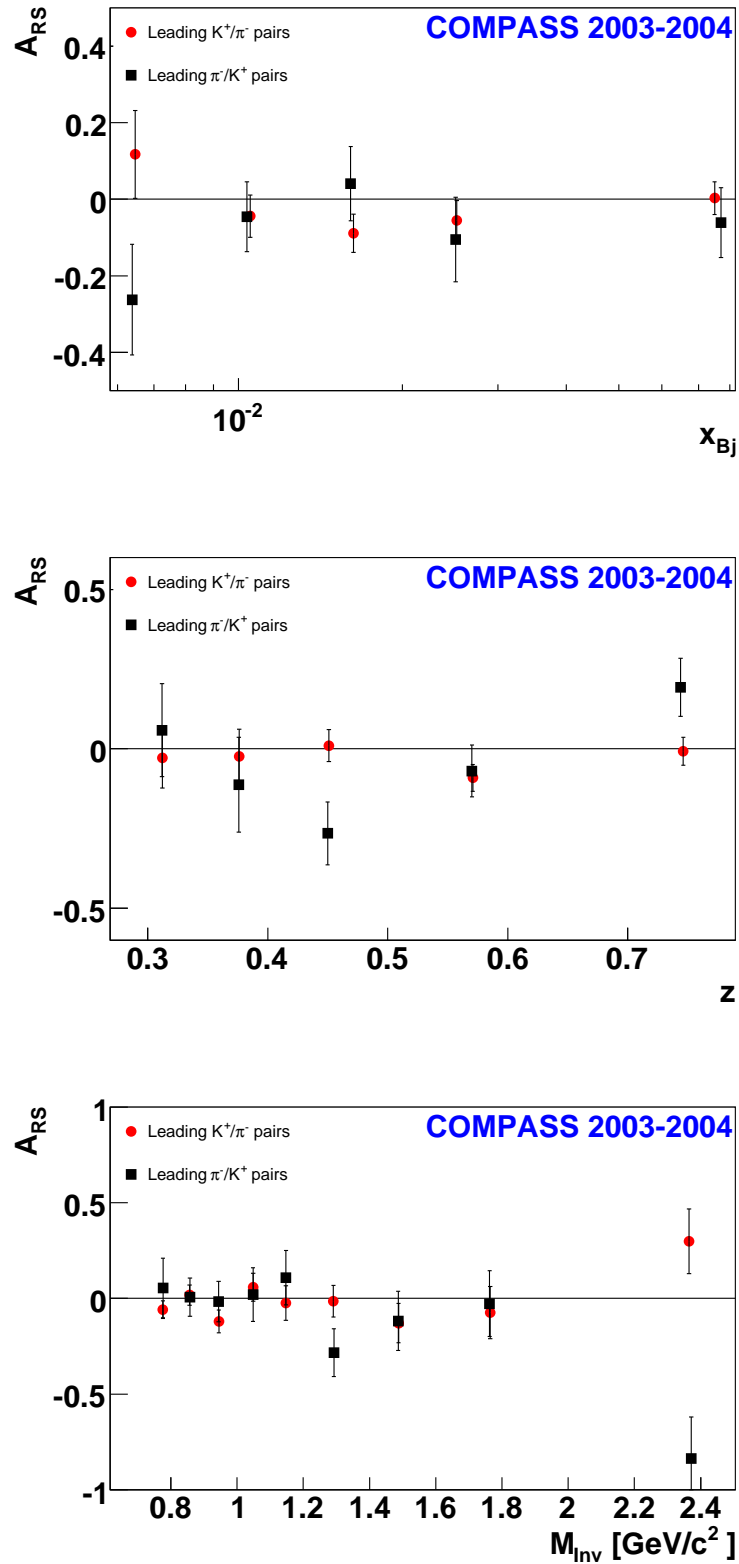 A_RS
COMPASS 2003-2004
Leading K⁺/π⁻ pairs
Leading π⁻/K⁺ pairs
0.4
0.2
0
-0.2
-0.4
10⁻²
x_Bj
A_RS
COMPASS 2003-2004
Leading K⁺/π⁻ pairs
Leading π⁻/K⁺ pairs
0.5
0
-0.5
0.3 0.4 0.5 0.6 0.7
z
A_RS
COMPASS 2003-2004
Leading K⁺/π⁻ pairs
Leading π⁻/K⁺ pairs
1
0.5
0
-0.5
-1
0.8 1 1.2 1.4 1.6 1.8 2 2.2 2.4
M_Inv [GeV/c²]